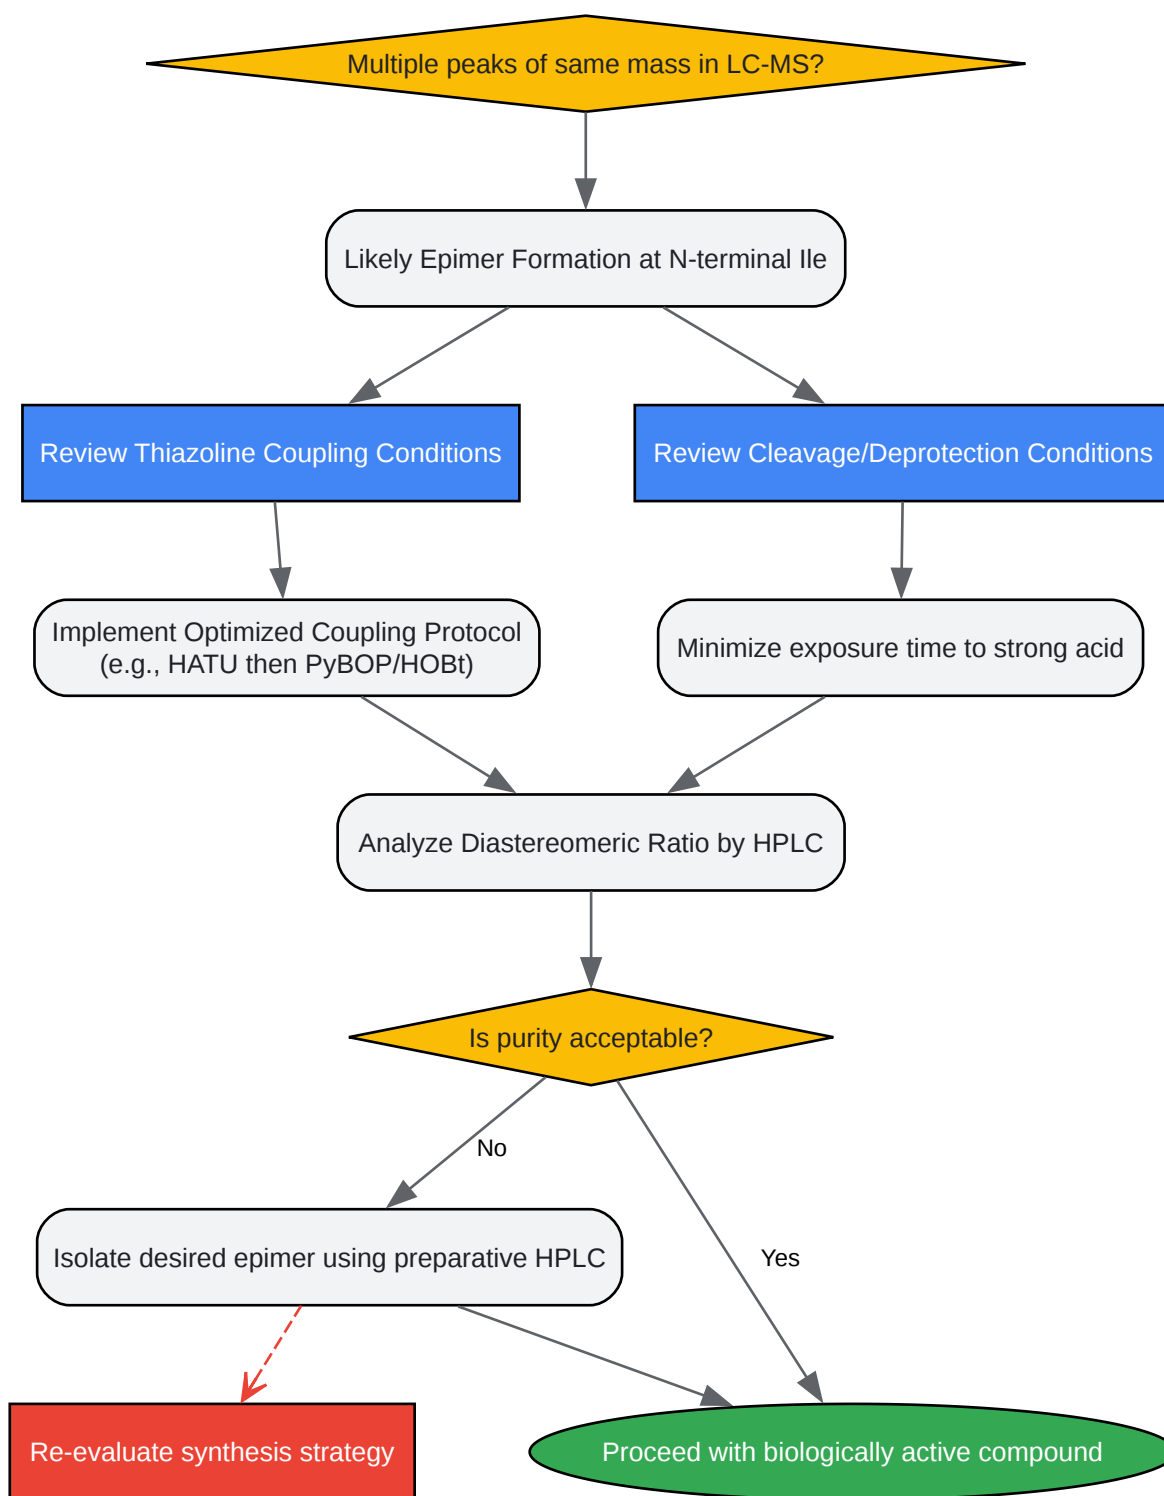 Multiple peaks of same mass in LC-MS?
Likely Epimer Formation at N-terminal Ile
Review Thiazoline Coupling Conditions
Review Cleavage/Deprotection Conditions
Implement Optimized Coupling Protocol
(e.g., HATU then PyBOP/HOBt)
Minimize exposure time to strong acid
Analyze Diastereomeric Ratio by HPLC
Is purity acceptable?
No
Isolate desired epimer using preparative HPLC
Yes
Re-evaluate synthesis strategy
Proceed with biologically active compound